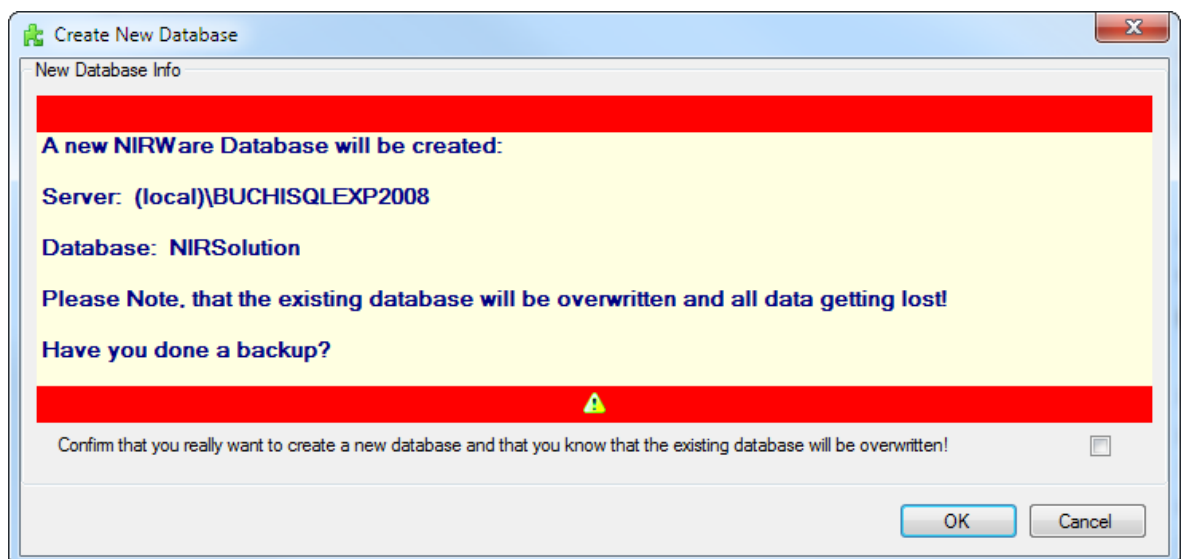 Create New Database
New Database Info
A new NIRWare Database will be created:
Server: (local)\BUCHISQLEXP2008
Database: NIRSolution
Please Note, that the existing database will be overwritten and all data getting lost!
Have you done a backup?
Confirm that you really want to create a new database and that you know that the existing database will be overwritten!
OK Cancel